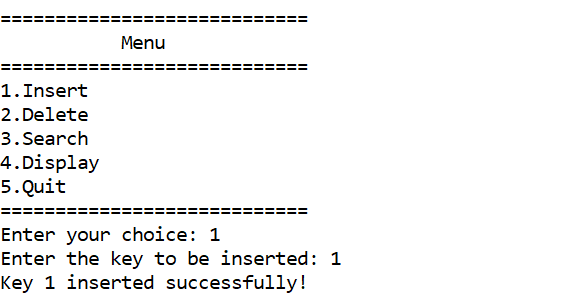 ============================
Menu
============================
1.Insert
2.Delete
3.Search
4.Display
5.Quit
============================
Enter your choice: 1
Enter the key to be inserted: 1
Key 1 inserted successfully!